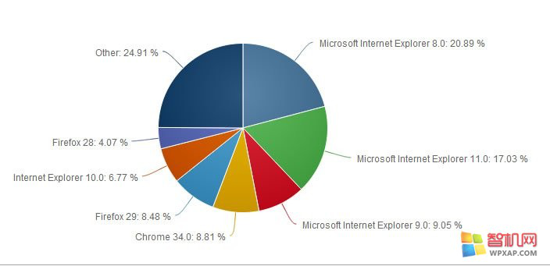 Microsoft Internet Explorer 8.0: 20.89 %
Other: 24.91 %
Firefox 28: 4.07 %
Microsoft Internet Explorer 11.0: 17.03 %
Internet Explorer 10.0: 6.77 %
Firefox 29: 8.48 %
Microsoft Internet Explorer 9.0: 9.05 %
Chrome 34.0: 8.81 %
智机网
WPXAP.COM